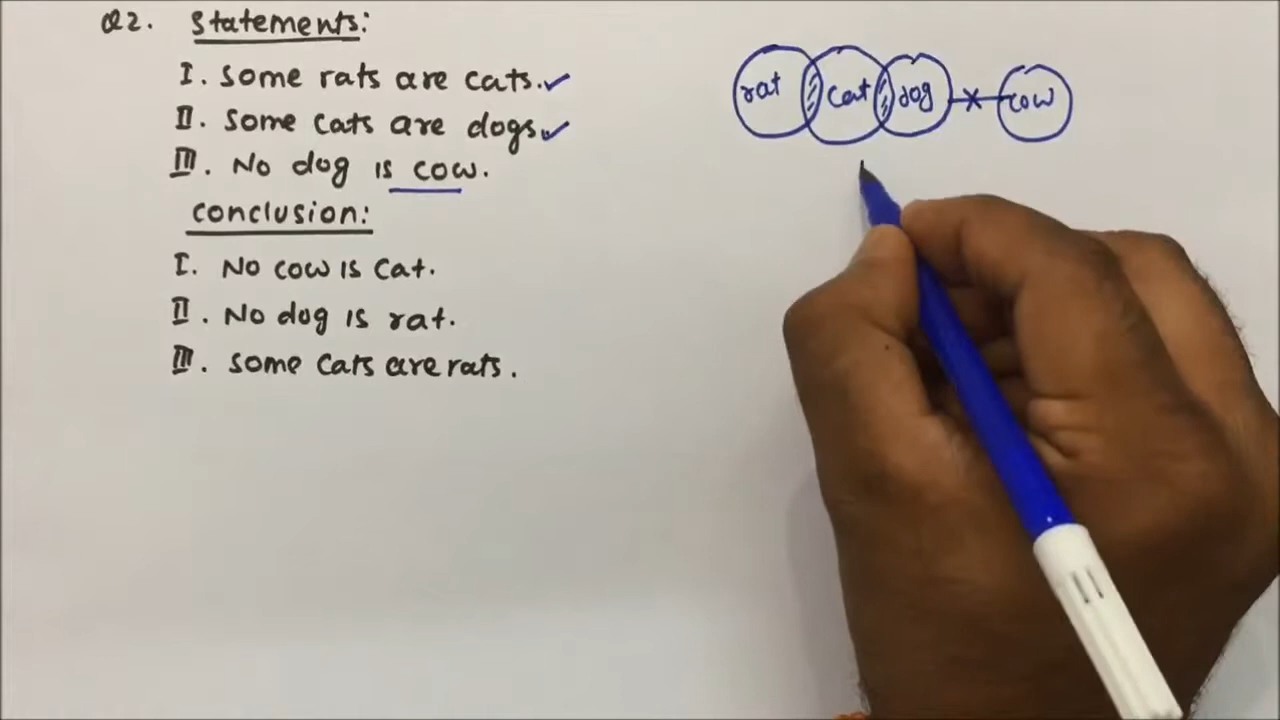 Q2. Statements:
I. Some rats are cats.✓
II. Some cats are dogs.✓
III. No dog is cow.
Conclusion:
I. No cow is cat.
II. No dog is rat.
III. Some cats are rats.
rat cat dog cow